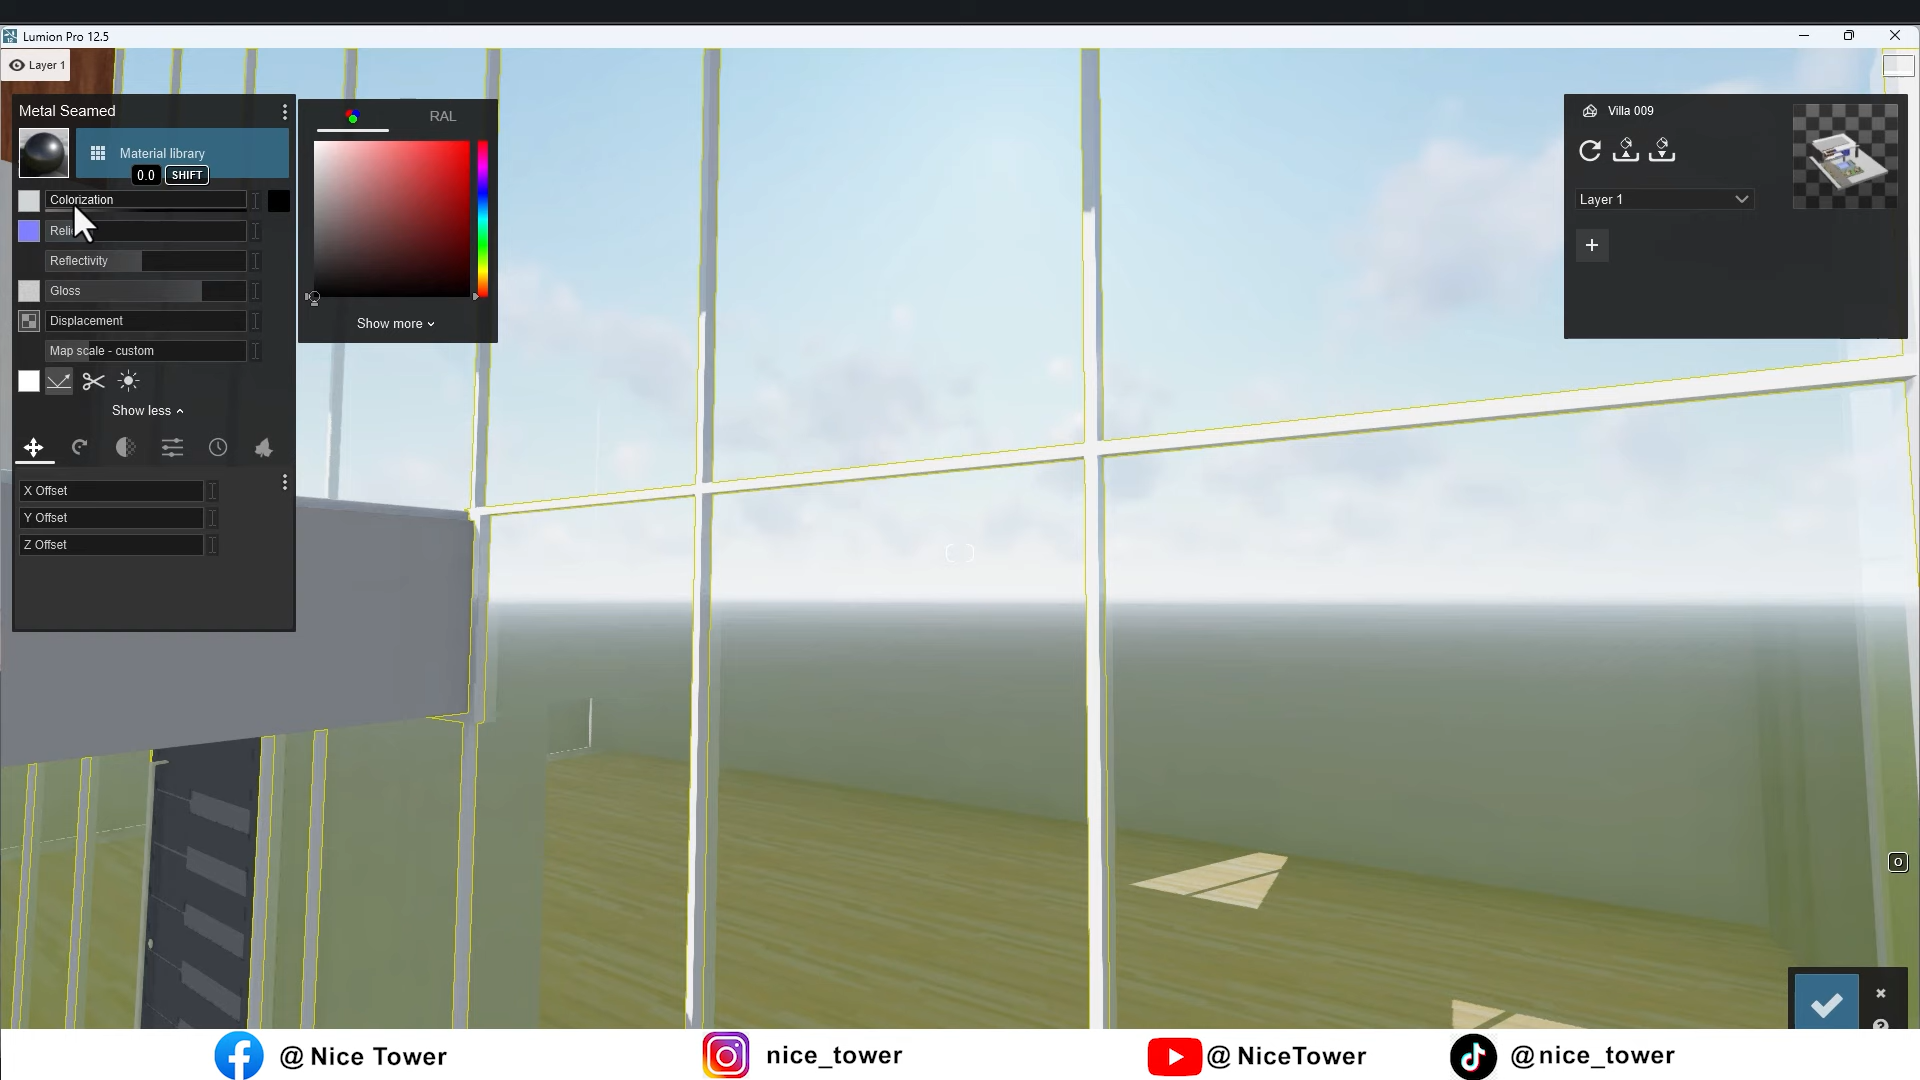 Lumion Pro 12.5
Layer 1
Metal Seamed
Material library
0.0 SHIFT
Colorization
Reli
Reflectivity
Gloss
Displacement
Map scale - custom
Show less
X Offset
Y Offset
Z Offset
RAL
Show more
Villa 009
Layer 1
O
@ Nice Tower
nice_tower
@ NiceTower
@nice_tower